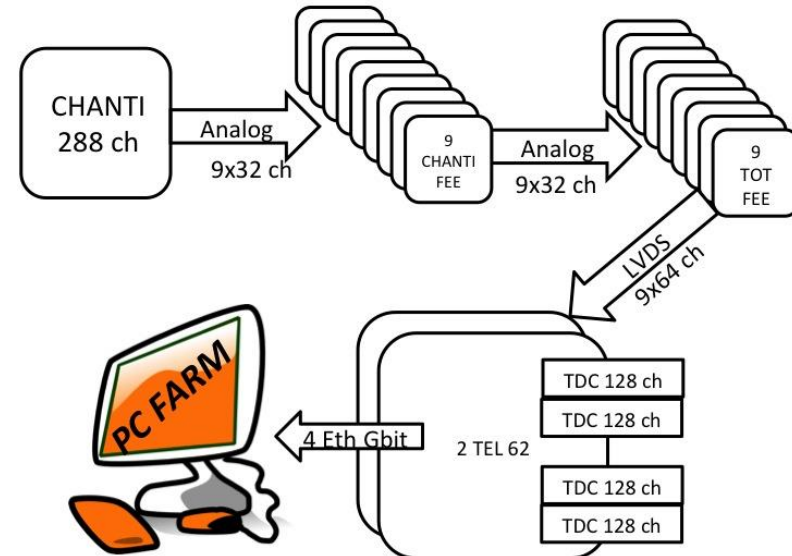 CHANTI
288 ch
Analog
9x32 ch
9
CHANTI
FEE
Analog
9x32 ch
9
TOT
FEE
LVDS
9x64 ch
TDC 128 ch
TDC 128 ch
2 TEL 62
TDC 128 ch
TDC 128 ch
4 Eth Gbit
PC FARM